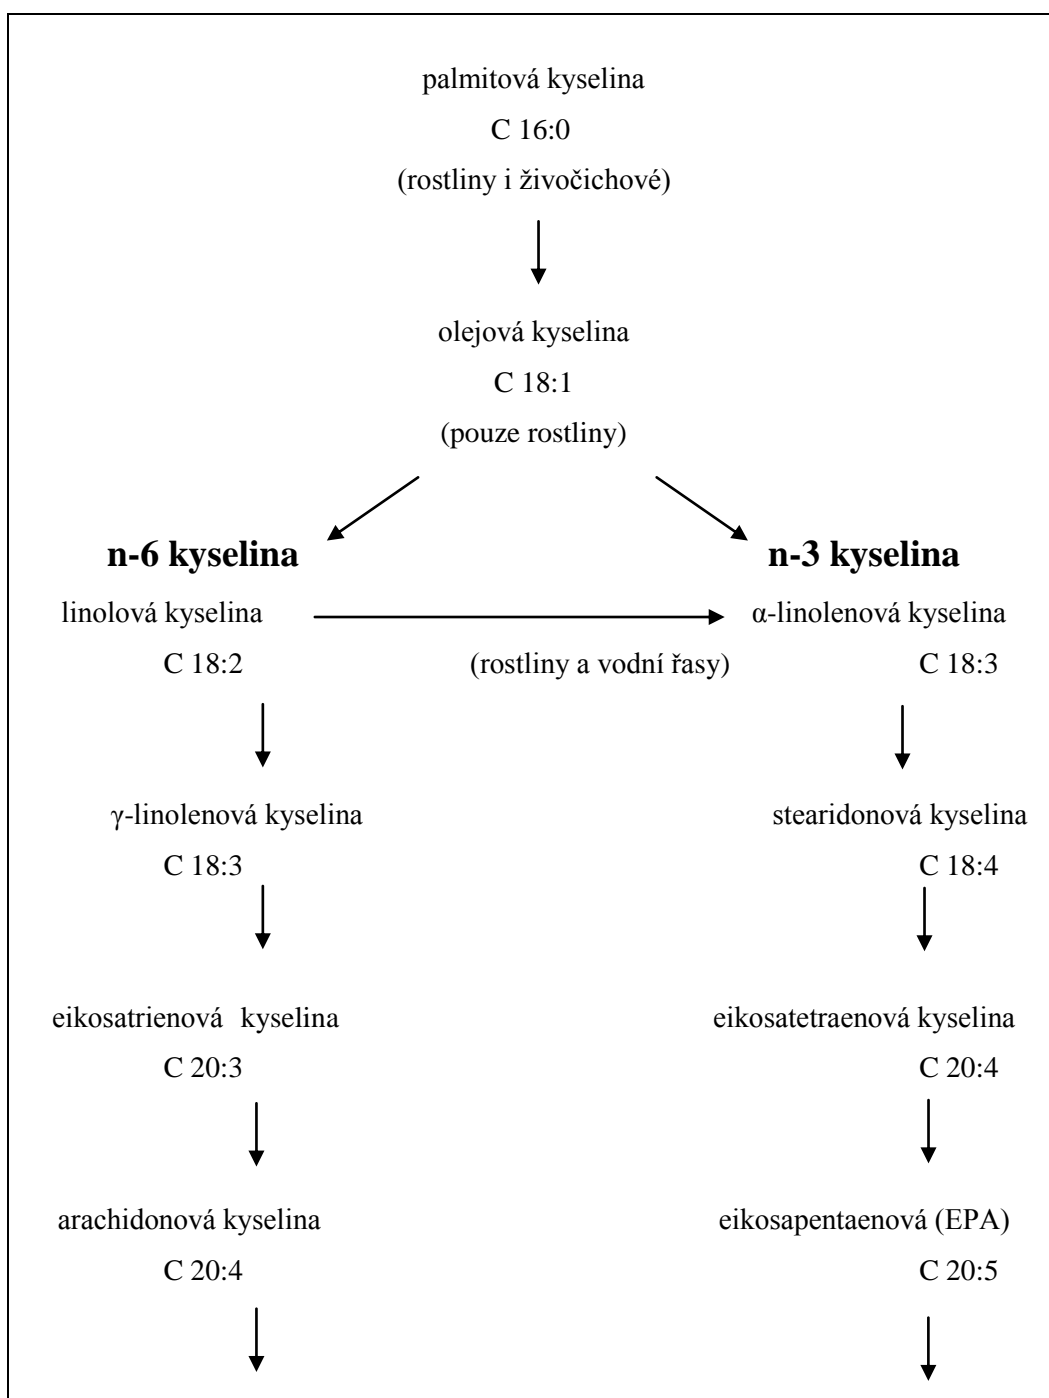 palmitová kyselina
C 16:0
(rostliny i živočichové)
olejová kyselina
C 18:1
(pouze rostliny)
n-6 kyselina n-3 kyselina
linolová kyselina α-linolenová kyselina
C 18:2 (rostliny a vodní řasy) C 18:3
γ-linolenová kyselina stearidonová kyselina
C 18:3 C 18:4
eikosatrienová kyselina eikosatetraenová kyselina
C 20:3 C 20:4
arachidonová kyselina eikosapentaenová (EPA)
C 20:4 C 20:5